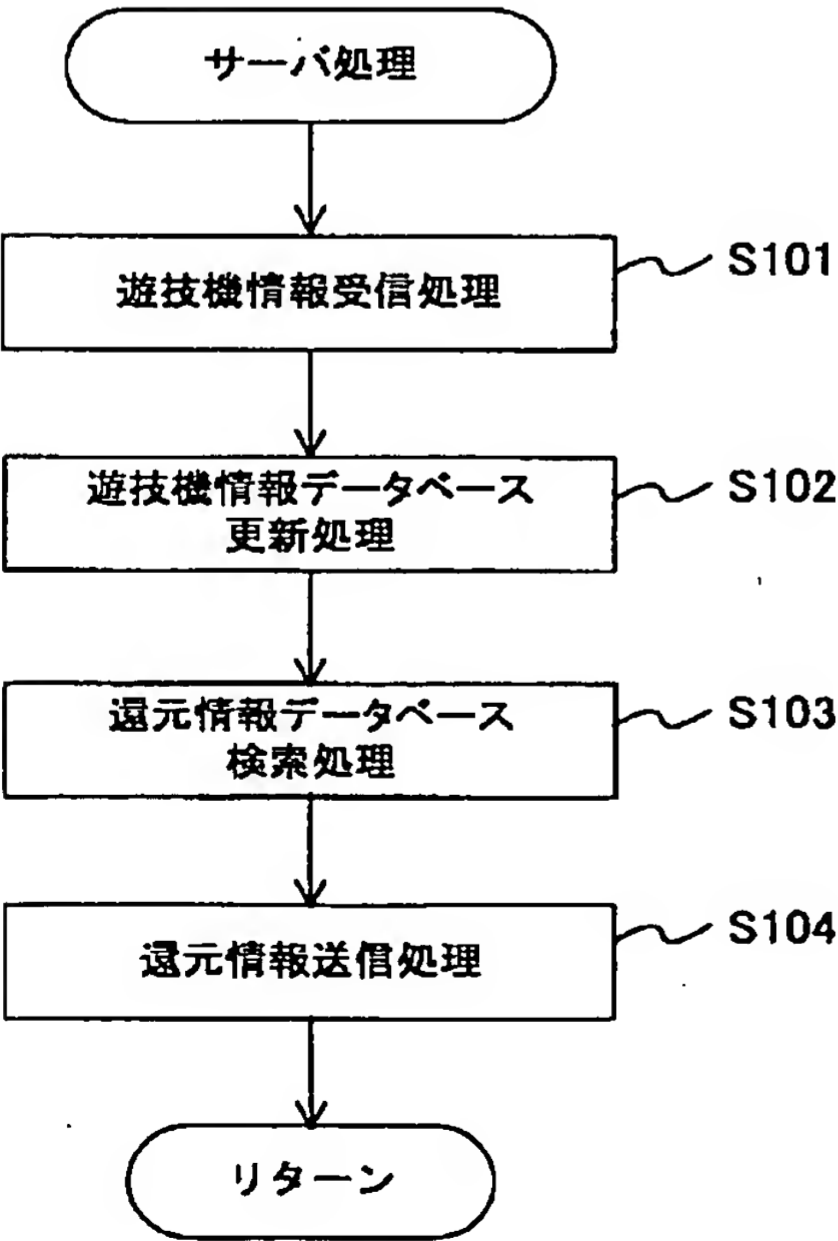 サーバ処理
遊技機情報受信処理
S101
遊技機情報データベース
更新処理
S102
還元情報データベース
検索処理
S103
還元情報送信処理
S104
リターン